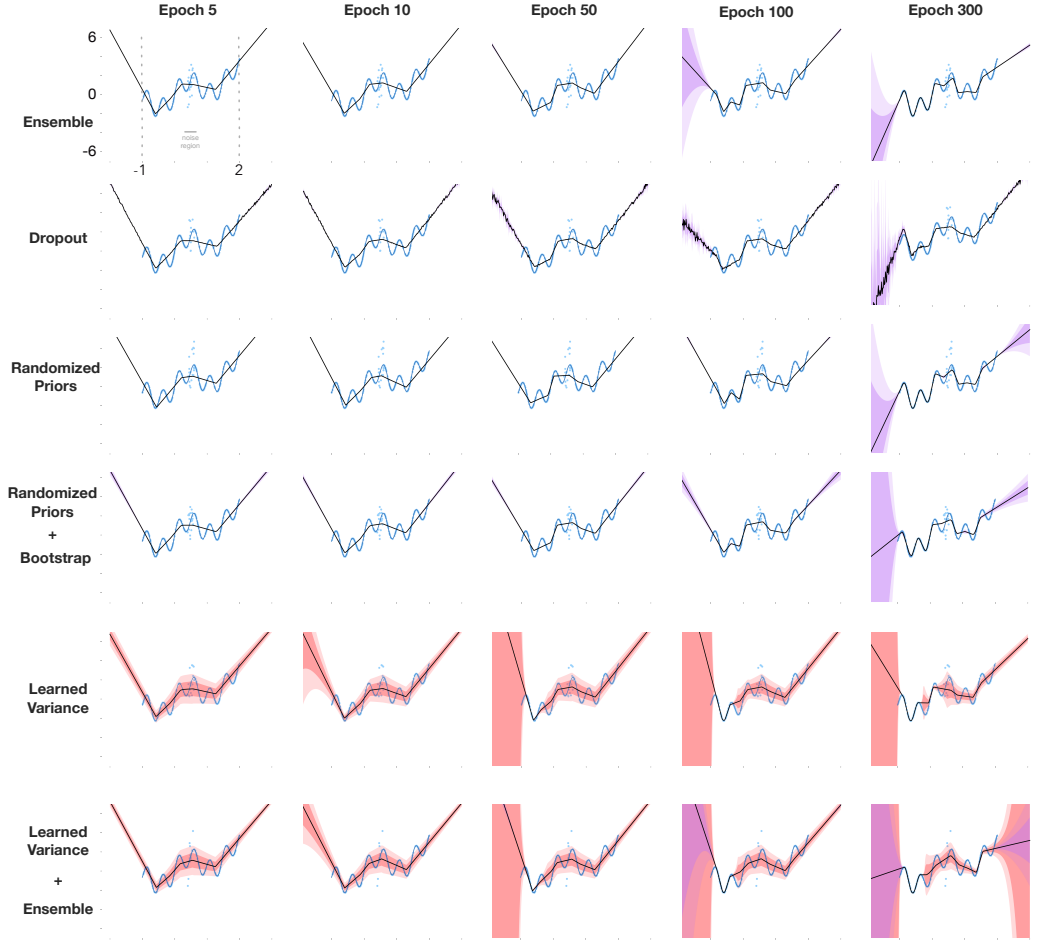 Epoch 5
Epoch 10
Epoch 50
Epoch 100
Epoch 300
6
0
-6
Ensemble
noise
region
-1
2
Dropout
Randomized
Priors
Randomized
Priors
+
Bootstrap
Learned
Variance
Learned
Variance
+
Ensemble